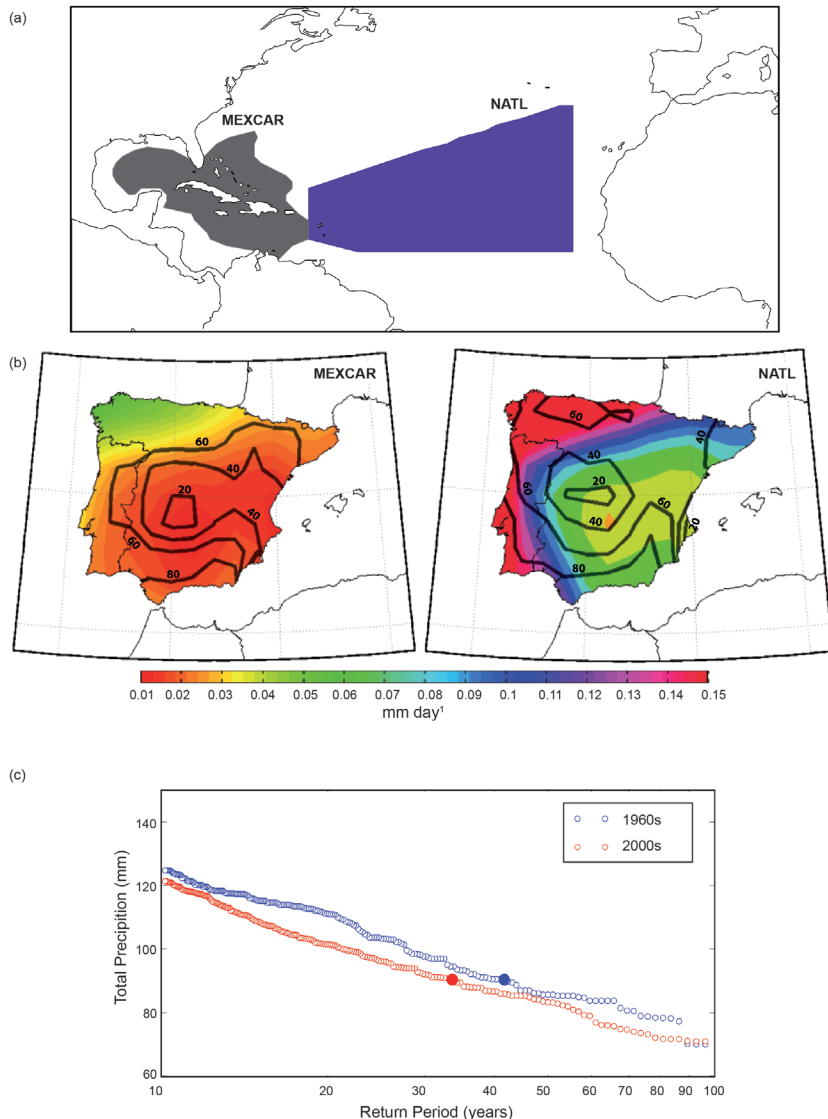 (a)
NATL
MEXCAR
(b)
MEXCAR
NATL
60
40
20
40
60
80
60
40
40
60
20
60
40
20
80
0.01 0.02 0.03 0.04 0.05 0.06 0.07 0.08 0.09 0.1 0.11 0.12 0.13 0.14 0.15
mm day¹
(c)
140
120
100
80
60
Total Precipition (mm)
1960s
2000s
10 20 30 40 50 60 70 80 90 100
Return Period (years)